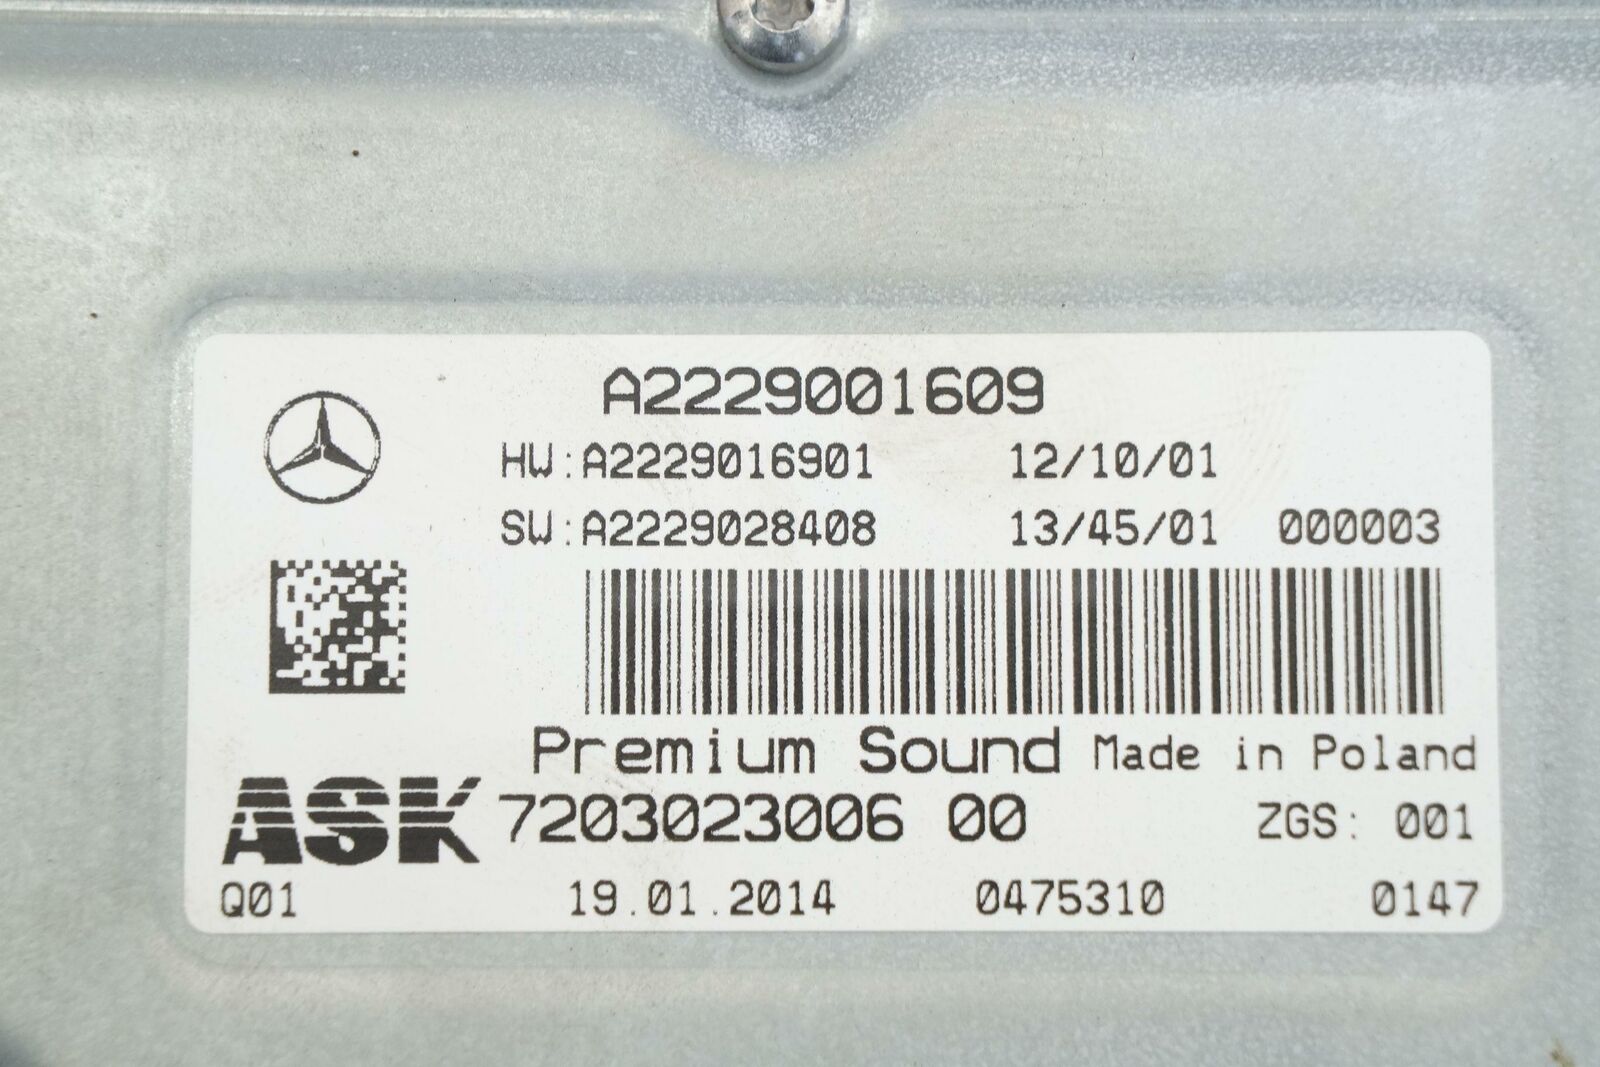 A2229001609
HW:A2229016901 12/10/01
SW:A2229028408 13/45/01 000003
Premium Sound Made in Poland
ASK 7203023006 00 ZGS: 001
Q01 19.01.2014 0475310 0147